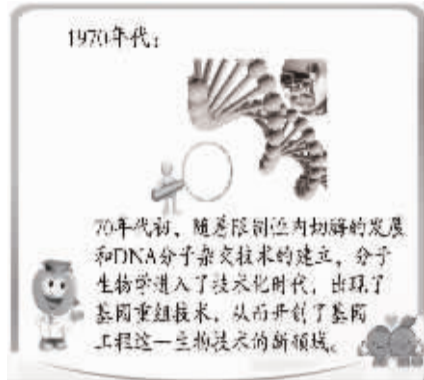 1970年代：
70年代初，随着限制性内切酶的发展
和DNA分子杂交技术的建立，分子
生物学进入了技术化时代，出现了
基因重组技术，从而开创了基因
工程这一生物技术的新领域。